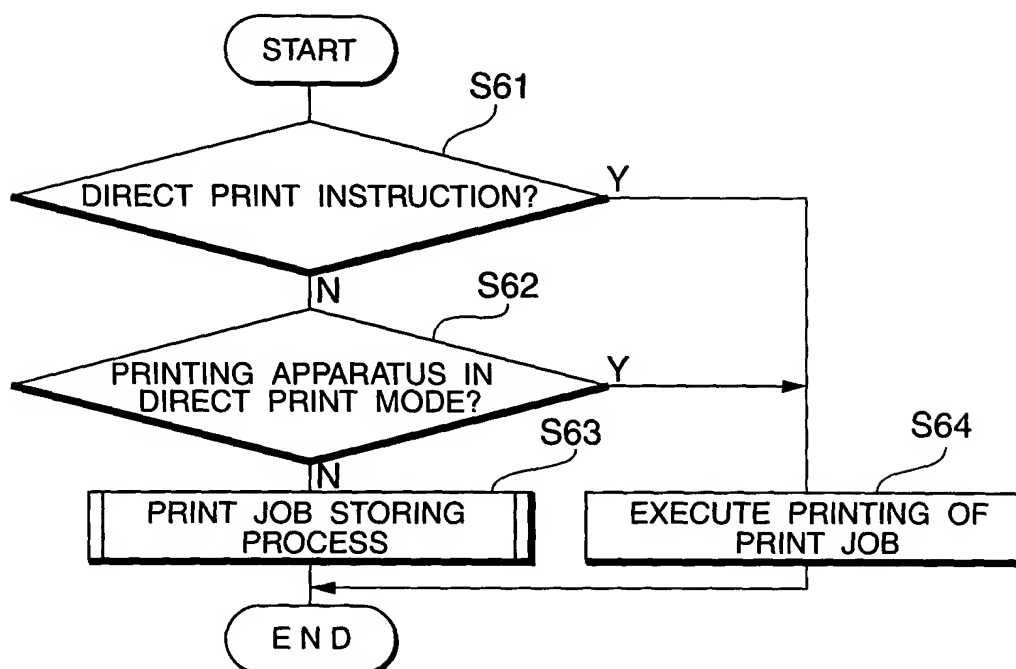 START
S61
DIRECT PRINT INSTRUCTION?
Y
N
S62
PRINTING APPARATUS IN
DIRECT PRINT MODE?
Y
N
S63
PRINT JOB STORING
PROCESS
S64
EXECUTE PRINTING OF
PRINT JOB
END